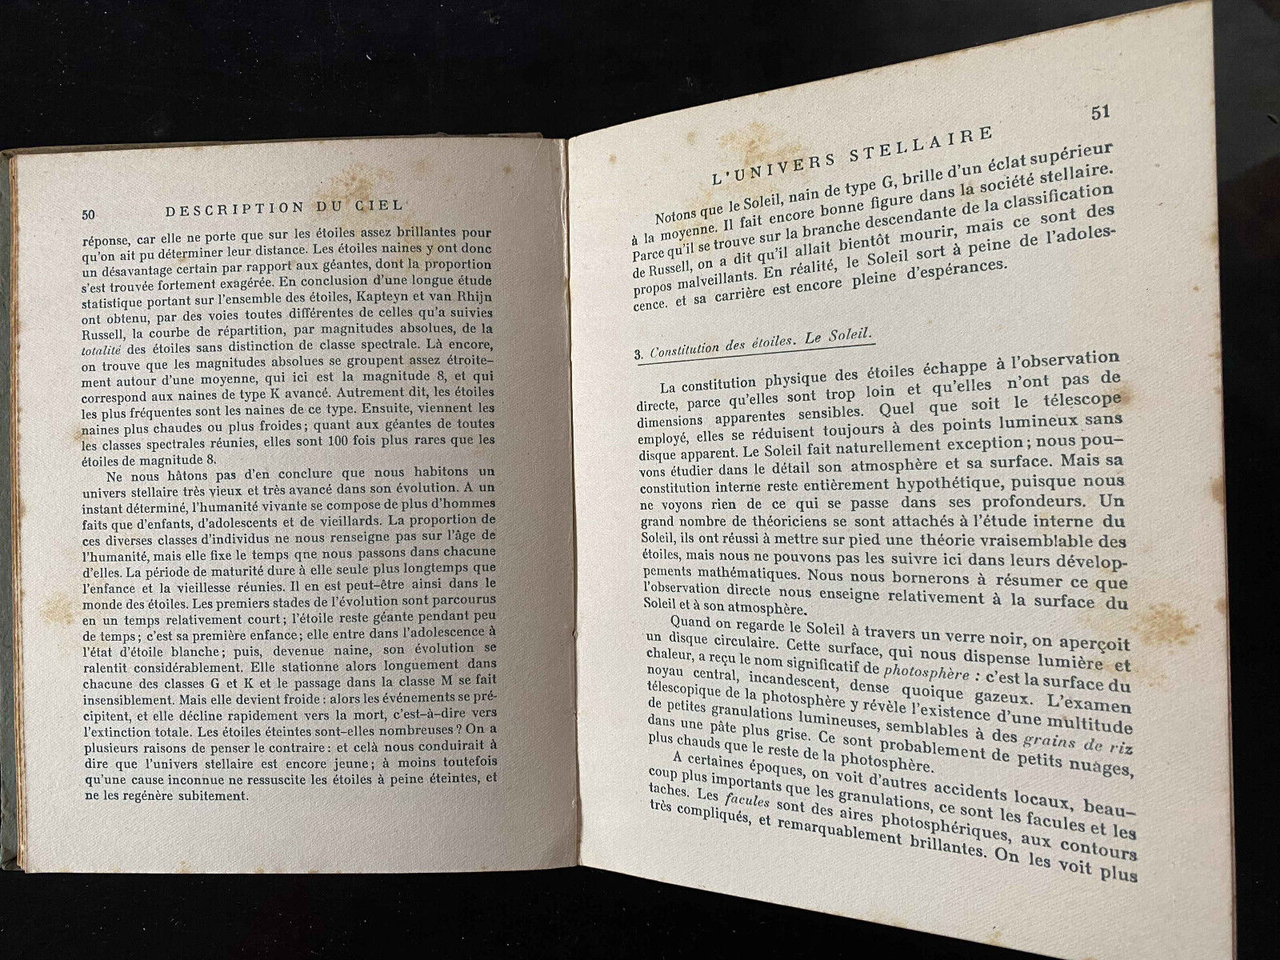 50
DESCRIPTION DU CIEL
réponse, car elle ne porte que sur les étoiles assez brillantes pour
qu'on ait pu déterminer leur distance. Les étoiles naines y ont donc
un désavantage certain par rapport aux géantes, dont la proportion
s'est trouvée fortement exagérée. En conclusion d'une longue étude
statistique portant sur l'ensemble des étoiles, Kapteyn et van Rhijn
ont obtenu, par des voies toutes différentes de celles qu'a suivies
Russell, la courbe de répartition, par magnitudes absolues, de la
totalité des étoiles sans distinction de classe spectrale. Là encore,
on trouve que les magnitudes absolues se groupent assez étroite-
ment autour d'une moyenne, qui ici est la magnitude 8, et qui
correspond aux naines de type K avancé. Autrement dit, les étoiles
les plus fréquentes sont les naines de ce type. Ensuite, viennent les
naines plus chaudes ou plus froides; quant aux géantes de toutes
les classes spectrales réunies, elles sont 100 fois plus rares que les
étoiles de magnitude 8.
Ne nous hâtons pas d'en conclure que nous habitons un
univers stellaire très vieux et très avancé dans son évolution. A un
instant déterminé, l'humanité vivante se compose de plus d'hommes
faits que d'enfants, d'adolescents et de vieillards. La proportion de
ces diverses classes d'individus ne nous renseigne pas sur l'âge de
l'humanité, mais elle fixe le temps que nous passons dans chacune
d'elles. La période de maturité dure à elle seule plus longtemps que
l'enfance et la vieillesse réunies. Il en est peut-être ainsi dans le
monde des étoiles. Les premiers stades de l'évolution sont parcourus
en un temps relativement court; l'étoile reste géante pendant peu
de temps; c'est sa première enfance; elle entre dans l'adolescence à
l'état d'étoile blanche; puis, devenue naine, son évolution se
ralentit considérablement. Elle stationne alors longuement dans
chacune des classes G et K et le passage dans la classe M se fait
insensiblement. Mais elle devient froide : alors les événements se pré-
cipitent, et elle décline rapidement vers la mort, c'est-à-dire vers
l'extinction totale. Les étoiles éteintes sont-elles nombreuses? On a
plusieurs raisons de penser le contraire : et celà nous conduirait à
dire que l'univers stellaire est encore jeune; à moins toutefois
qu'une cause inconnue ne ressuscite les étoiles à peine éteintes, et
ne les regénère subitement.
51
L'UNIVERS STELLAIRE
Notons que le Soleil, nain de type G, brille d'un éclat supérieur
à la moyenne. Il fait encore bonne figure dans la société stellaire.
Parce qu'il se trouve sur la branche descendante de la classification
de Russell, on a dit qu'il allait bientôt mourir, mais ce sont des
propos malveillants. En réalité, le Soleil sort à peine de l'adoles-
cence. et sa carrière est encore pleine d'espérances.
3. Constitution des étoiles. Le Soleil.
La constitution physique des étoiles échappe à l'observation
directe, parce qu'elles sont trop loin et qu'elles n'ont pas de
dimensions apparentes sensibles. Quel que soit le télescope
employé, elles se réduisent toujours à des points lumineux sans
disque apparent. Le Soleil fait naturellement exception; nous pou-
vons étudier dans le détail son atmosphère et sa surface. Mais sa
constitution interne reste entièrement hypothétique, puisque nous
ne voyons rien de ce qui se passe dans ses profondeurs. Un
grand nombre de théoriciens se sont attachés à l'étude interne du
Soleil, ils ont réussi à mettre sur pied une théorie vraisemblable des
étoiles, mais nous ne pouvons pas les suivre ici dans leurs dévelop-
pements mathématiques. Nous nous bornerons à résumer ce que
l'observation directe nous enseigne relativement à la surface du
Soleil et à son atmosphère.
Quand on regarde le Soleil à travers un verre noir, on aperçoit
un disque circulaire. Cette surface, qui nous dispense lumière et
chaleur, a reçu le nom significatif de photosphère : c'est la surface du
noyau central, incandescent, dense quoique gazeux. L'examen
télescopique de la photosphère y révèle l'existence d'une multitude
de petites granulations lumineuses, semblables à des grains de riz
dans une pâte plus grise. Ce sont probablement de petits nuages,
plus chauds que le reste de la photosphère.
A certaines époques, on voit d'autres accidents locaux, beau-
coup plus importants que les granulations, ce sont les facules et les
taches. Les facules sont des aires photosphériques, aux contours
très compliqués, et remarquablement brillantes. On les voit plus